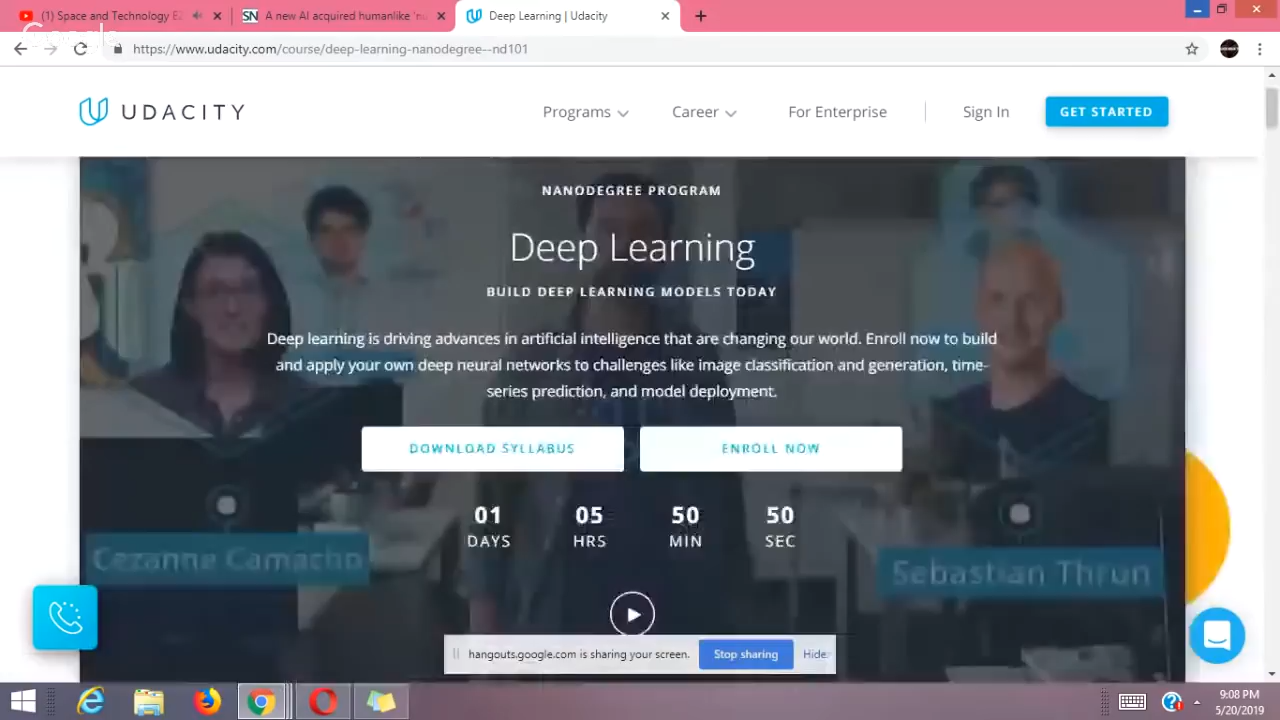 (1) Space and Technology E2
A new AI acquired humanlike 'nu
Deep Learning | Udacity
Google
https://www.udacity.com/course/deep-learning-nanodegree--nd101
UDACITY
Programs
Career
For Enterprise
Sign In
GET STARTED
NANODEGREE PROGRAM
Deep Learning
BUILD DEEP LEARNING MODELS TODAY
Deep learning is driving advances in artificial intelligence that are changing our world. Enroll now to build
and apply your own deep neural networks to challenges like image classification and generation, time-
series prediction, and model deployment.
DOWNLOAD SYLLABUS
ENROLL NOW
01 05 50 50
DAYS HRS MIN SEC
Cezanne Camacho
Sebastian Thrun
hangouts.google.com is sharing your screen.
Stop sharing
Hide
9:08 PM
5/20/2019